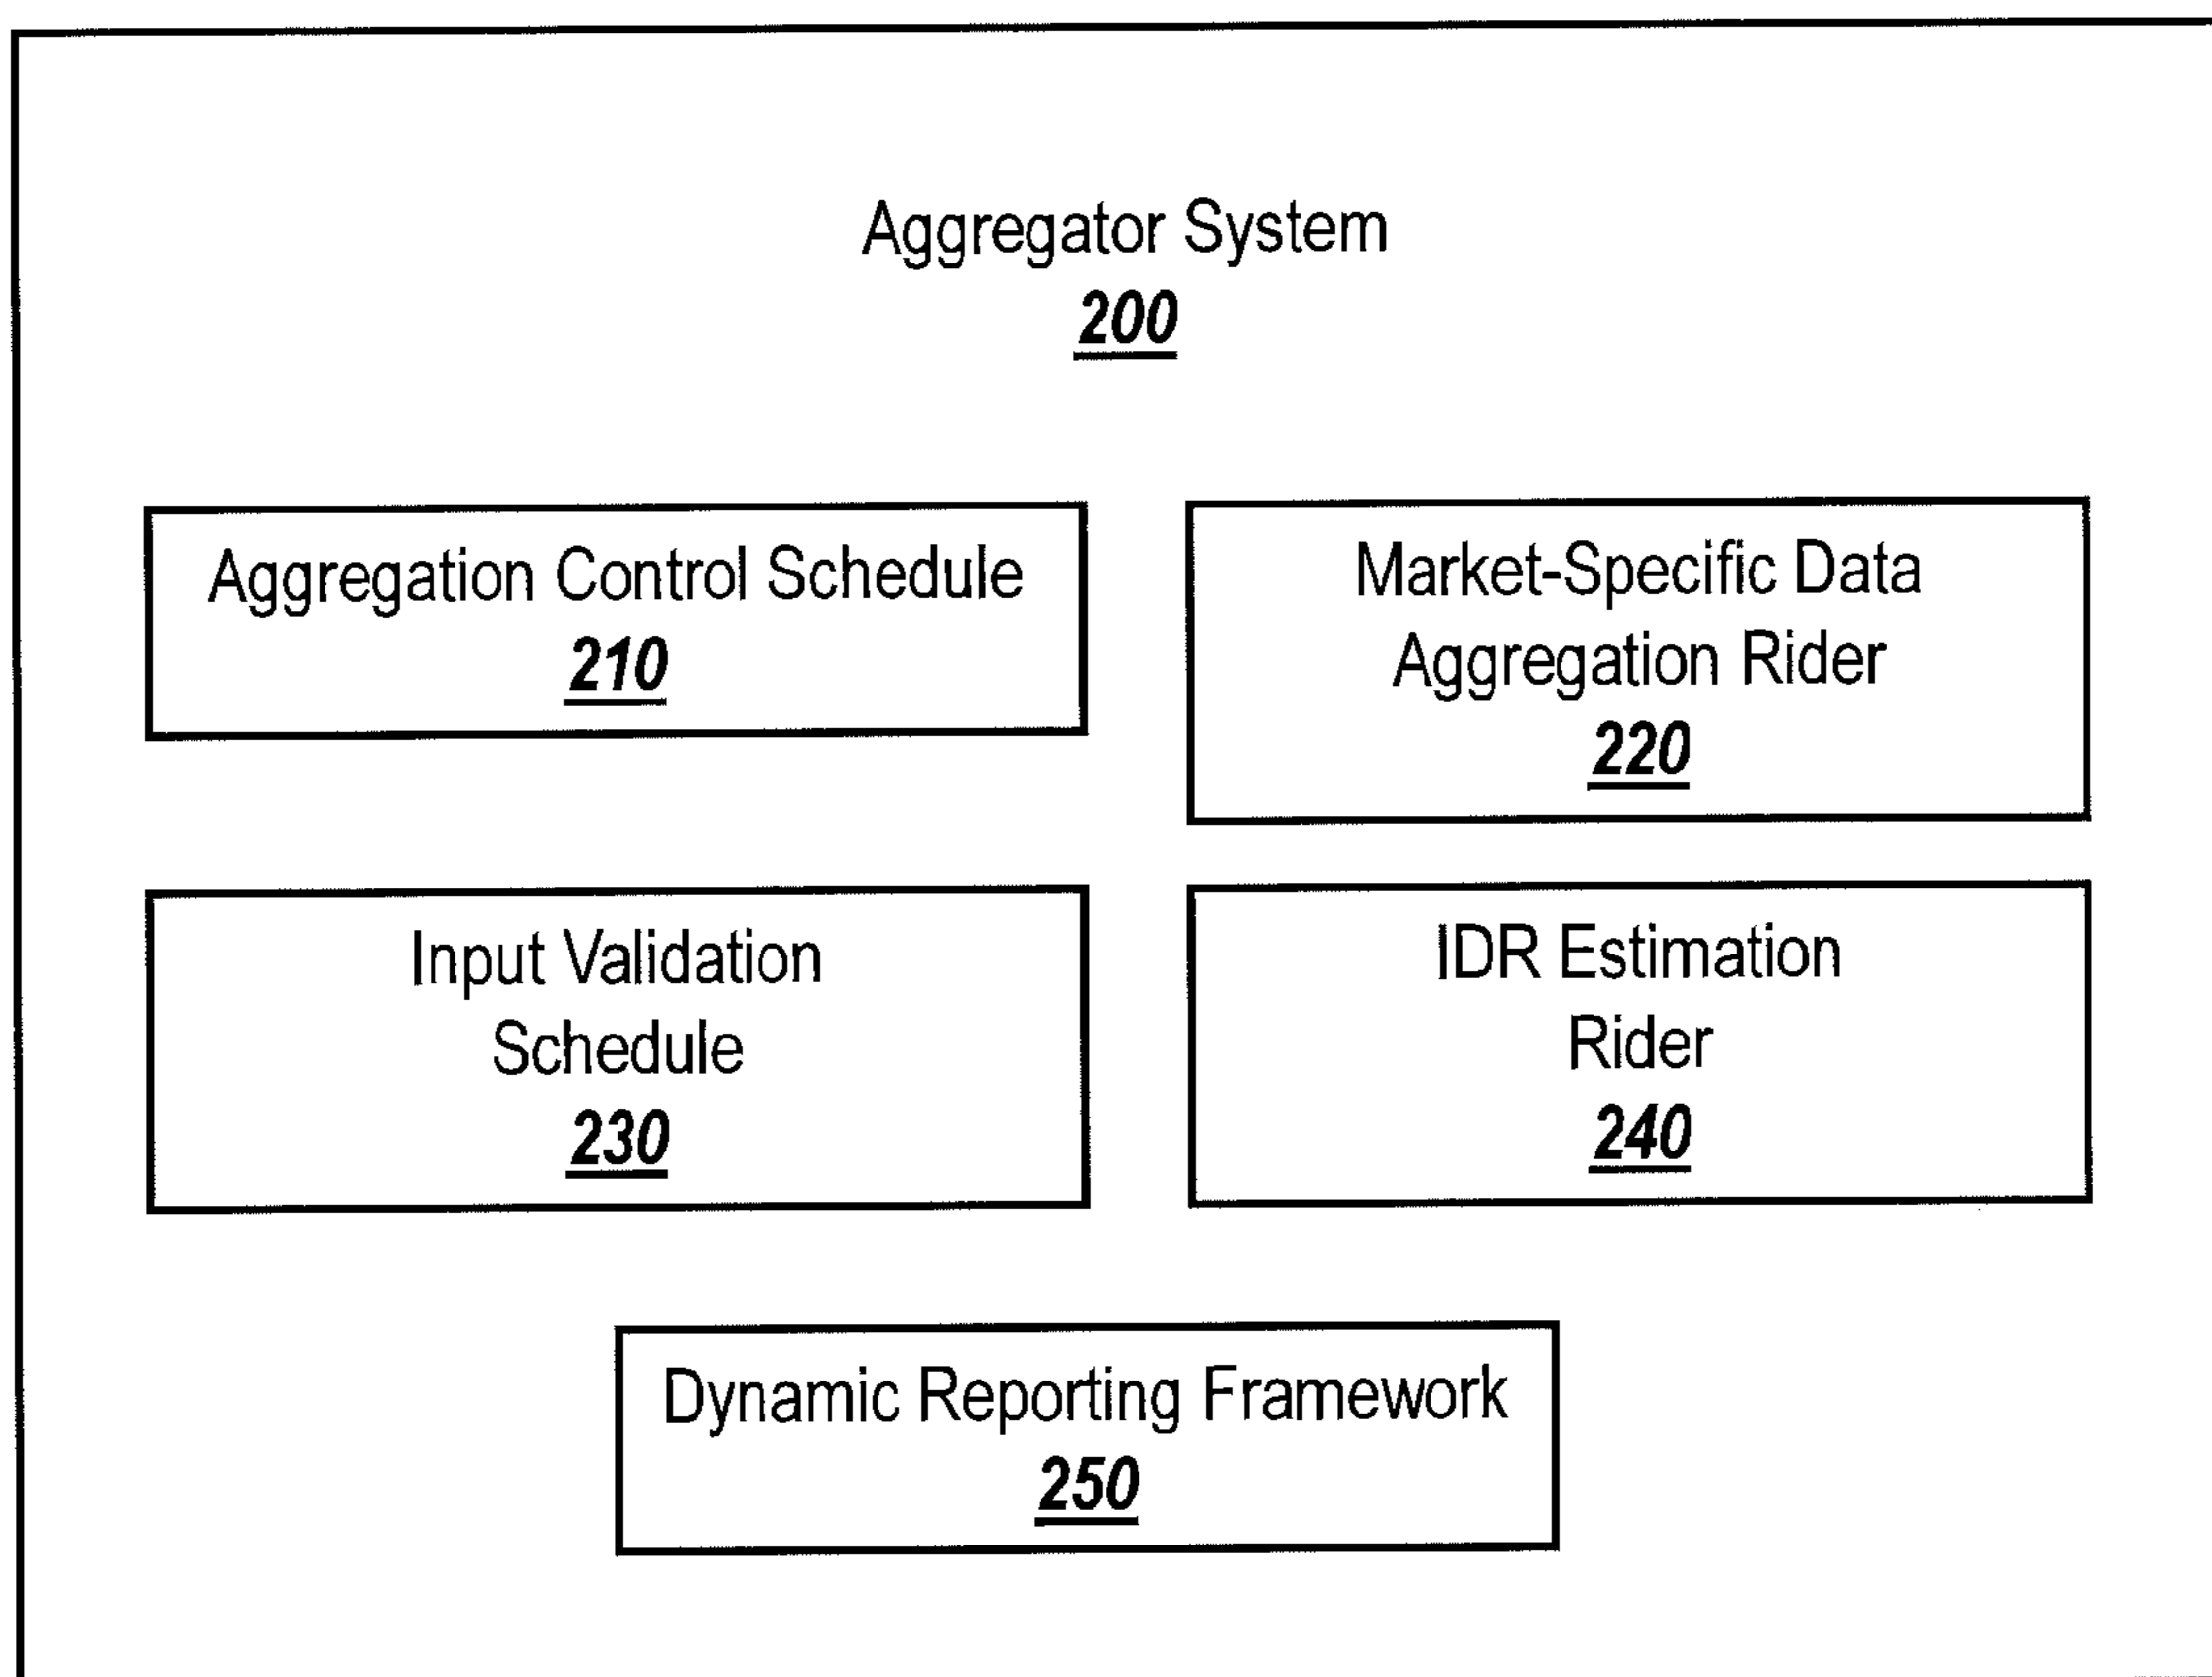 Aggregator System
200
Aggregation Control Schedule
210
Market-Specific Data
Aggregation Rider
220
Input Validation
Schedule
230
IDR Estimation
Rider
240
Dynamic Reporting Framework
250